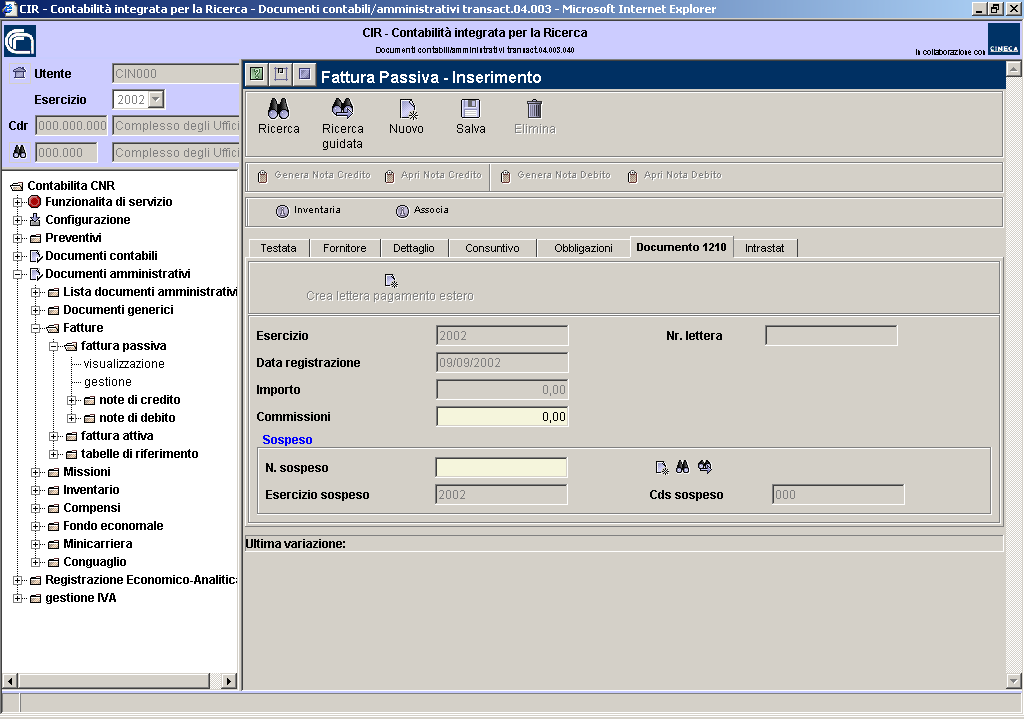 CIR - Contabilità integrata per la Ricerca - Documenti contabili/amministrativi transact.04.003 - Microsoft Internet Explorer
CIR - Contabilità integrata per la Ricerca
Documenti contabili/amministrativi transact.04.003.040
In collaborazione con
CINECA
Utente CIN000
Esercizio 2002
Cdr 000.000.000 Complesso degli Uffici
000.000 Complesso degli Uffici
Contabilita CNR
Funzionalita di servizio
Configurazione
Preventivi
Documenti contabili
Documenti amministrativi
Lista documenti amministrativi
Documenti generici
Fatture
fattura passiva
visualizzazione
gestione
note di credito
note di debito
fattura attiva
tabelle di riferimento
Missioni
Inventario
Compensi
Fondo economale
Minicarriera
Conguaglio
Registrazione Economico-Analitica
gestione IVA
Fattura Passiva - Inserimento
Ricerca
Ricerca guidata
Nuovo
Salva
Elimina
Genera Nota Credito Apri Nota Credito Genera Nota Debito Apri Nota Debito
Inventaria Associa
Testata Fornitore Dettaglio Consuntivo Obbligazioni Documento 1210 Intrastat
Crea lettera pagamento estero
Esercizio 2002 Nr. lettera
Data registrazione 09/09/2002
Importo 0,00
Commissioni 0,00
Sospeso
N. sospeso
Esercizio sospeso 2002 Cds sospeso 000
Ultima variazione: